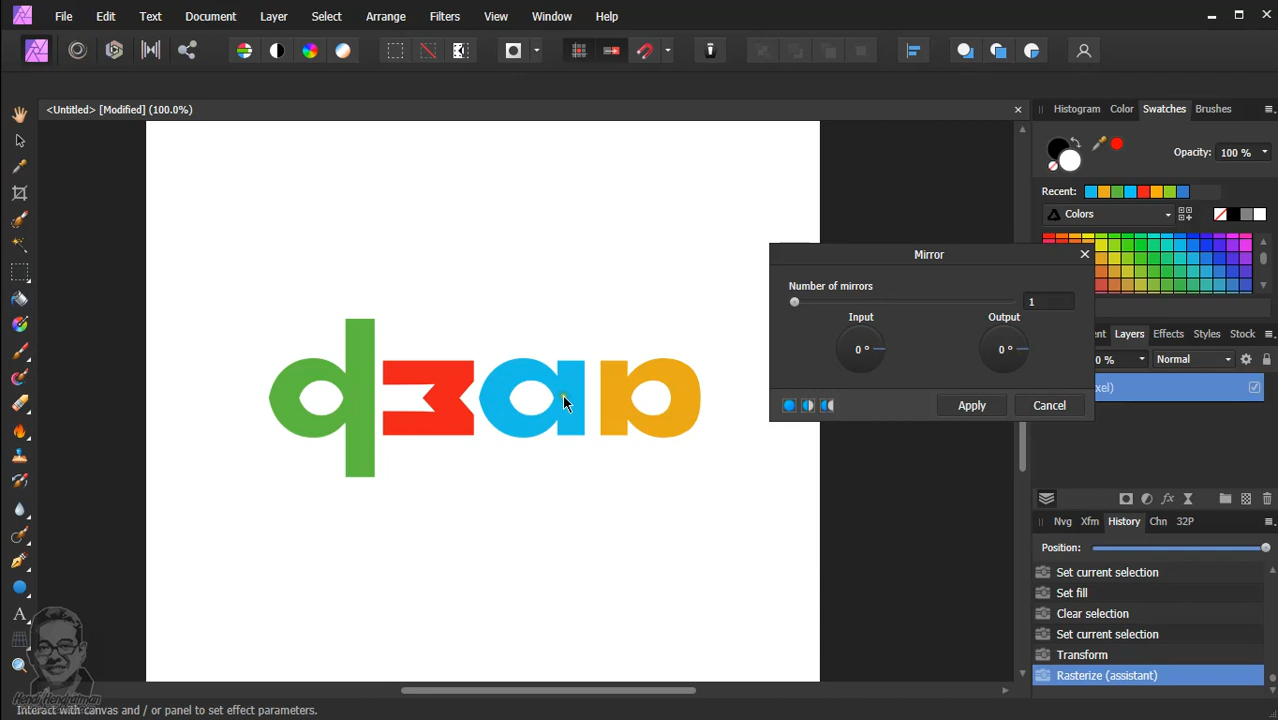 File Edit Text Document Layer Select Arrange Filters View Window Help
<Untitled> [Modified] (100.0%)
Histogram Color Swatches Brushes
Opacity: 100 %
Recent:
Colors
Mirror
Number of mirrors
1
Input Output
0 º 0 º
Apply Cancel
Layers Effects Styles Stock
0 % Normal
Nvg Xfm History Chn 32P
Position:
Set current selection
Set fill
Clear selection
Set current selection
Transform
Rasterize (assistant)
Hendi Hendratman
Interact with canvas and / or panel to set effect parameters.